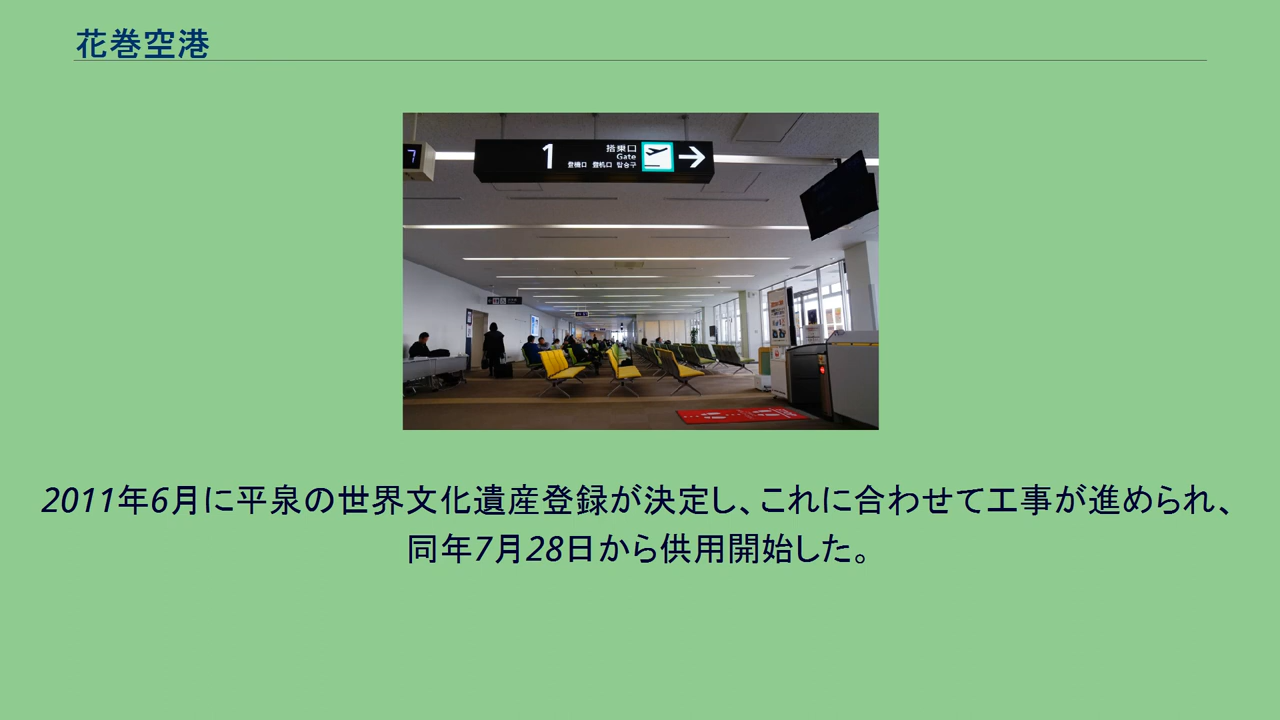 花巻空港
7
1
搭乗口
Gate
登機口 登机口 탑승구
2011年6月に平泉の世界文化遺産登録が決定し、これに合わせて工事が進められ、
同年7月28日から供用開始した。